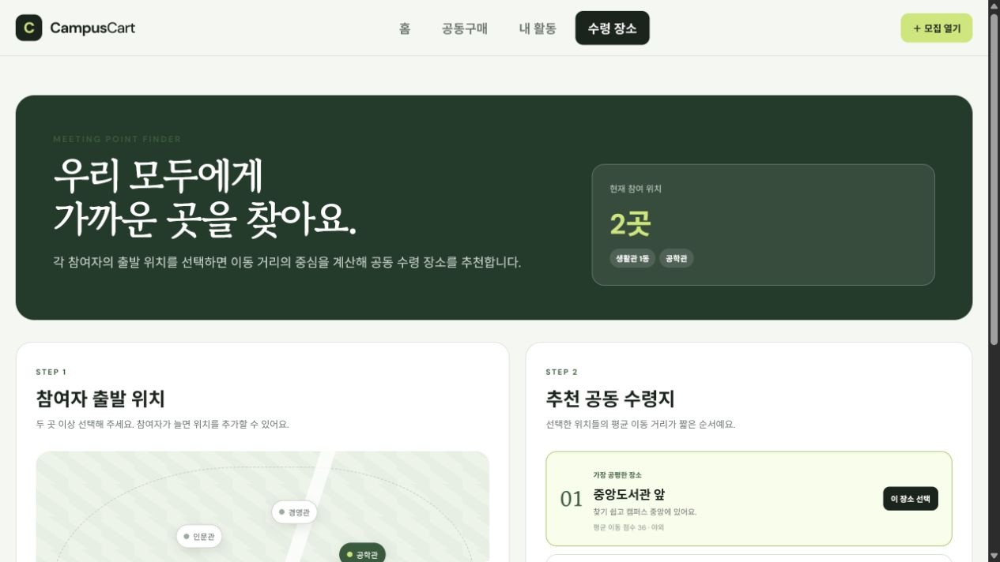 C CampusCart
홈
공동구매
내 활동
수령 장소
+ 모집 열기
MEETING POINT FINDER
우리 모두에게
가까운 곳을 찾아요.
각 참여자의 출발 위치를 선택하면 이동 거리의 중심을 계산해 공동 수령 장소를 추천합니다.
현재 참여 위치
2곳
생활관 1동
공학관
STEP 1
참여자 출발 위치
두 곳 이상 선택해 주세요. 참여자가 늘면 위치를 추가할 수 있어요.
경영관
인문관
공학관
STEP 2
추천 공동 수령지
선택한 위치들의 평균 이동 거리가 짧은 순서예요.
01
가장 공평한 장소
중앙도서관 앞
찾기 쉽고 캠퍼스 중앙에 있어요.
평균 이동 점수 36 · 야외
이 장소 선택